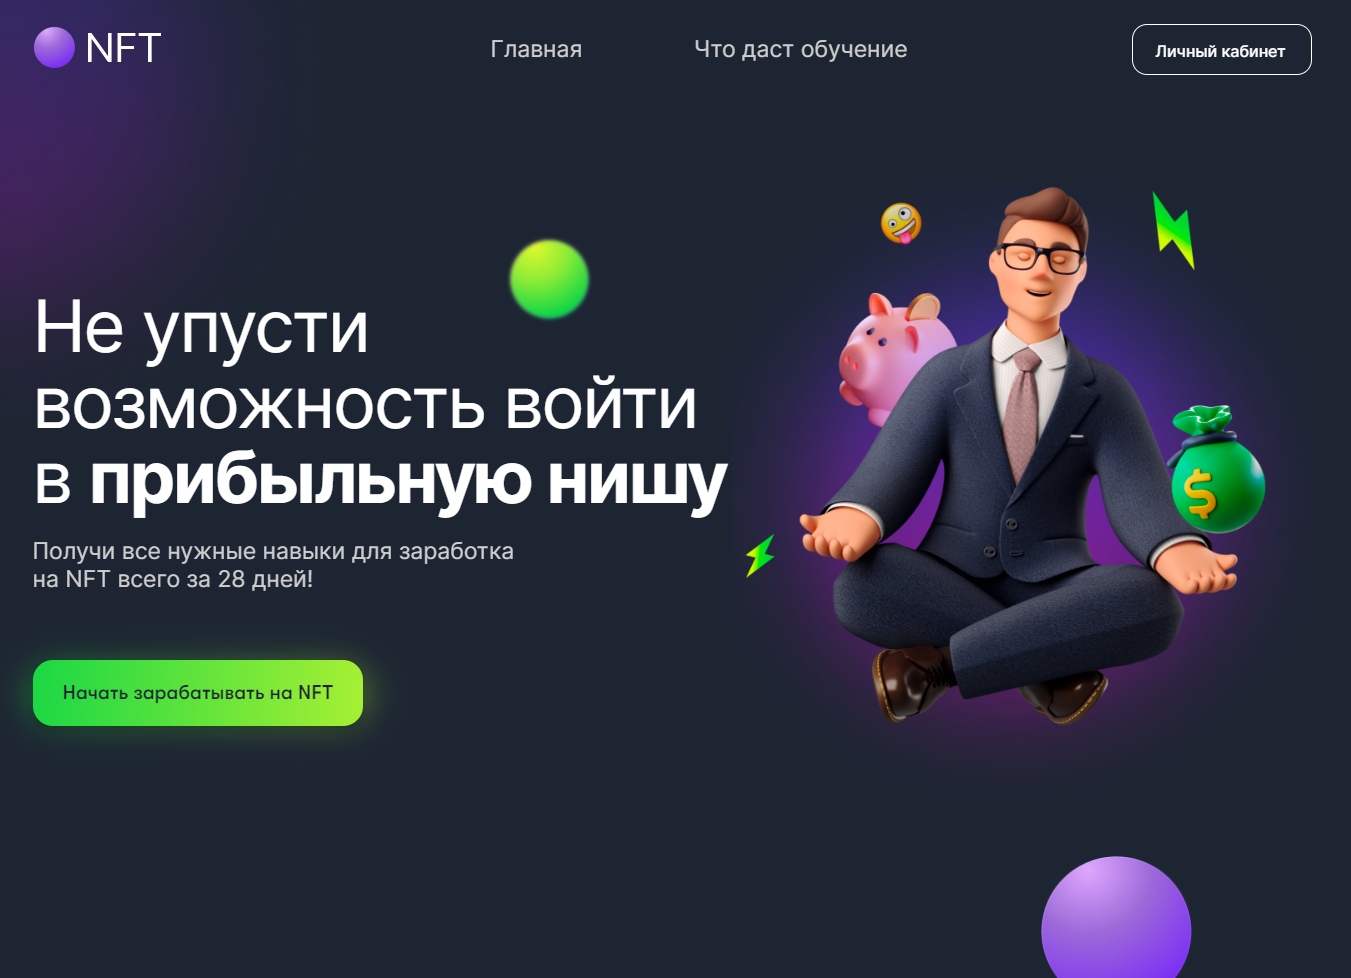 NFT
Главная
Что даст обучение
Личный кабинет
Не упусти
возможность войти
в прибыльную нишу
Получи все нужные навыки для заработка
на NFT всего за 28 дней!
Начать зарабатывать на NFT
$